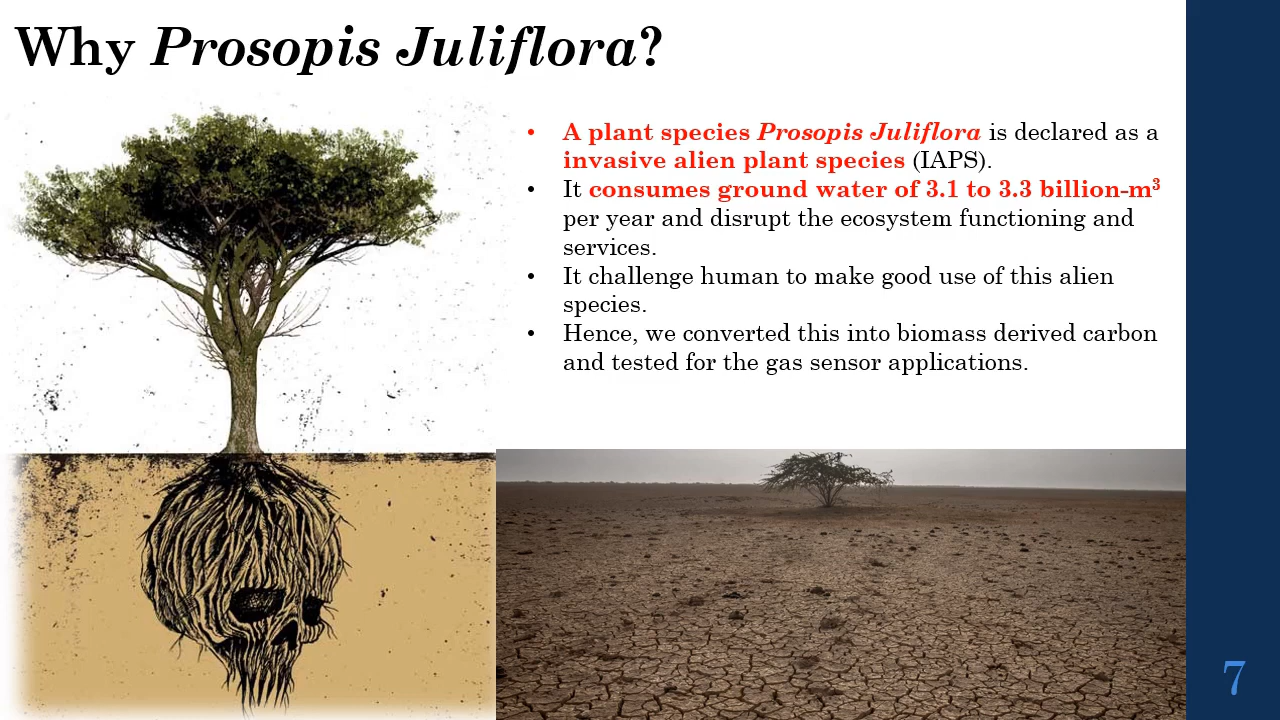 Why Prosopis Juliflora?
• A plant species Prosopis Juliflora is declared as a
invasive alien plant species (IAPS).
• It consumes ground water of 3.1 to 3.3 billion-m³
per year and disrupt the ecosystem functioning and
services.
• It challenge human to make good use of this alien
species.
• Hence, we converted this into biomass derived carbon
and tested for the gas sensor applications.
7